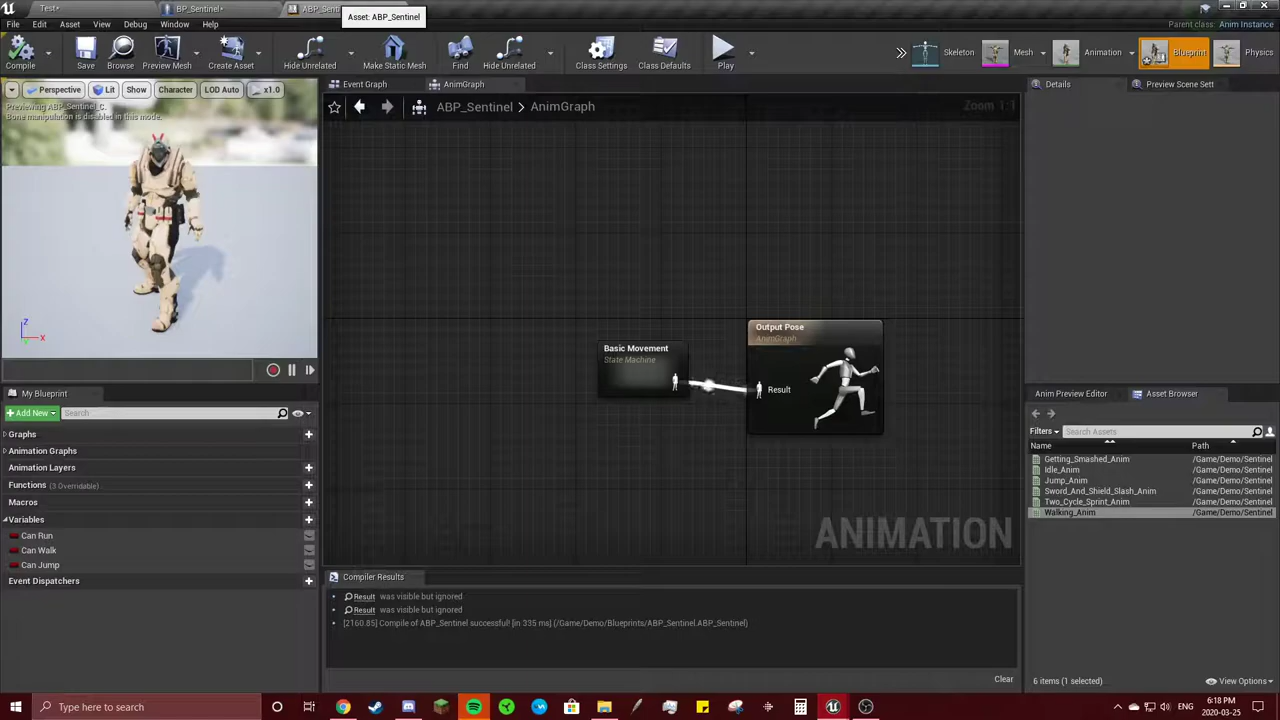 Test*
BP_Sentinel*
ABP_Sent
Asset: ABP_Sentinel
File Edit Asset View Debug Window Help
Parent class: Anim Instance
Compile Save Browse Preview Mesh Create Asset Hide Unrelated Make Static Mesh Find Hide Unrelated Class Settings Class Defaults Play Skeleton Mesh Animation Blueprint Physics
Perspective Lit Show Character LOD Auto x1.0
Previewing ABP_Sentinel_C.
Bone manipulation is disabled in this mode.
Z
X
Event Graph AnimGraph
ABP_Sentinel > AnimGraph
Zoom 1:1
Basic Movement
State Machine
Output Pose
AnimGraph
Result
ANIMATION
Details Preview Scene Sett
My Blueprint
+Add New Search
Graphs
Animation Graphs
Animation Layers
Functions (3 Overridable)
Macros
Variables
Can Run
Can Walk
Can Jump
Event Dispatchers
Compiler Results
Result was visible but ignored
Result was visible but ignored
[2160.85] Compile of ABP_Sentinel successful! [in 335 ms] (/Game/Demo/Blueprints/ABP_Sentinel.ABP_Sentinel)
Clear
Anim Preview Editor Asset Browser
Filters Search Assets
Name Path
Getting_Smashed_Anim /Game/Demo/Sentinel
Idle_Anim /Game/Demo/Sentinel
Jump_Anim /Game/Demo/Sentinel
Sword_And_Shield_Slash_Anim /Game/Demo/Sentinel
Two_Cycle_Sprint_Anim /Game/Demo/Sentinel
Walking_Anim /Game/Demo/Sentinel
6 items (1 selected) View Options
Type here to search
6:18 PM
2020-03-25